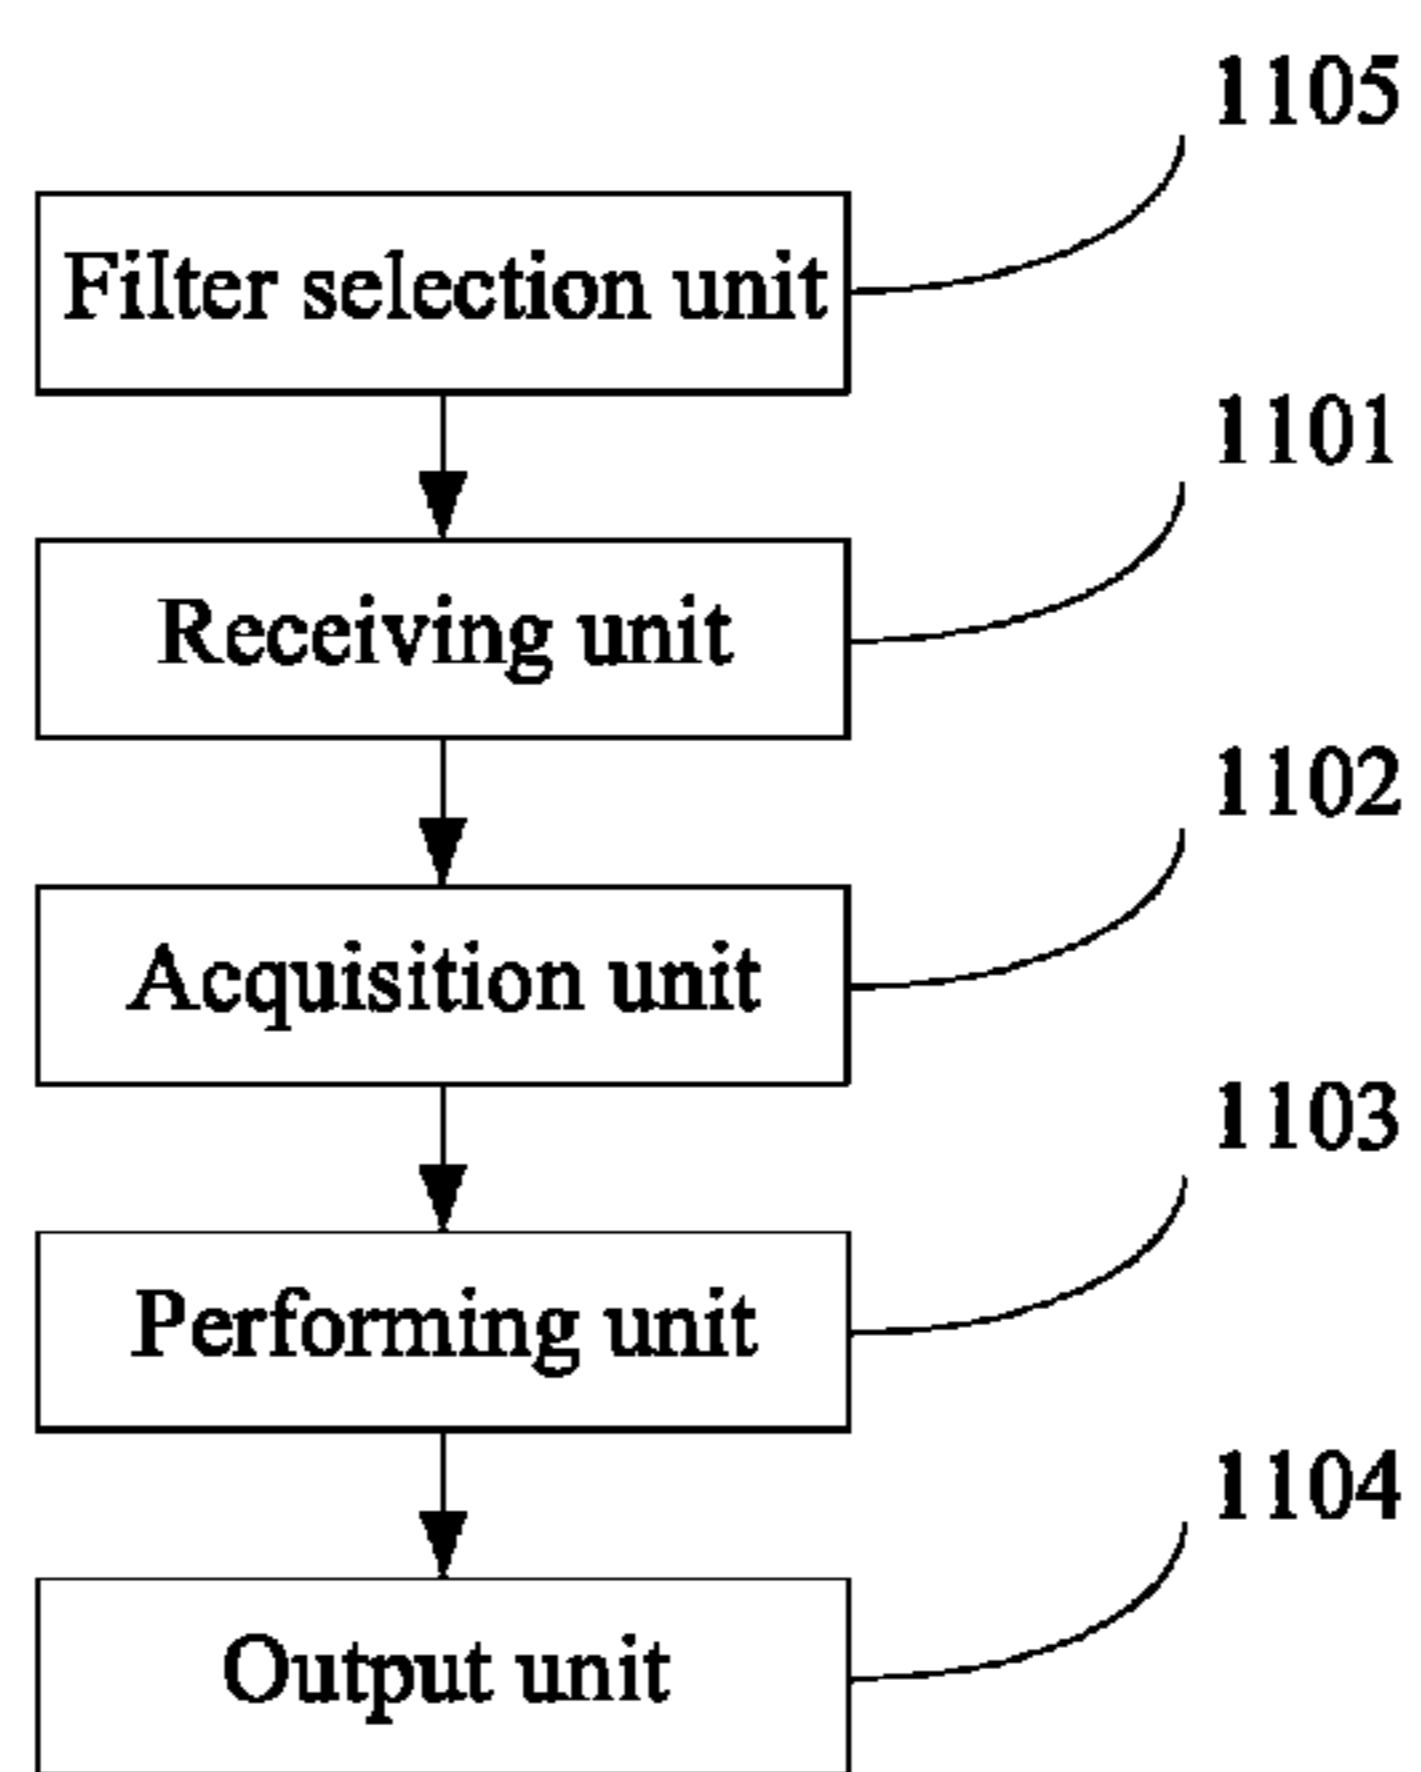 1105
Filter selection unit
1101
Receiving unit
1102
Acquisition unit
1103
Performing unit
1104
Output unit